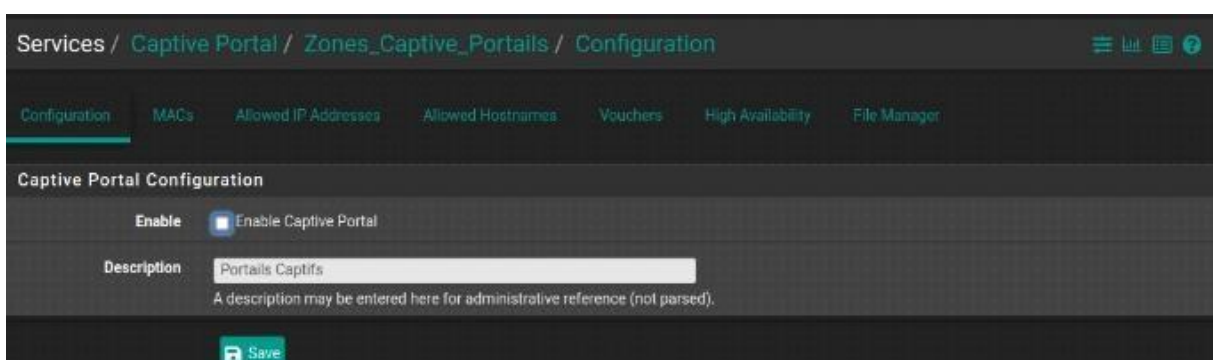 Services / Captive Portal / Zones_Captive_Portails / Configuration
Configuration MACs Allowed IP Addresses Allowed Hostnames Vouchers High Availability File Manager
Captive Portal Configuration
Enable Enable Captive Portal
Description Portails Captifs
A description may be entered here for administrative reference (not parsed).
Save